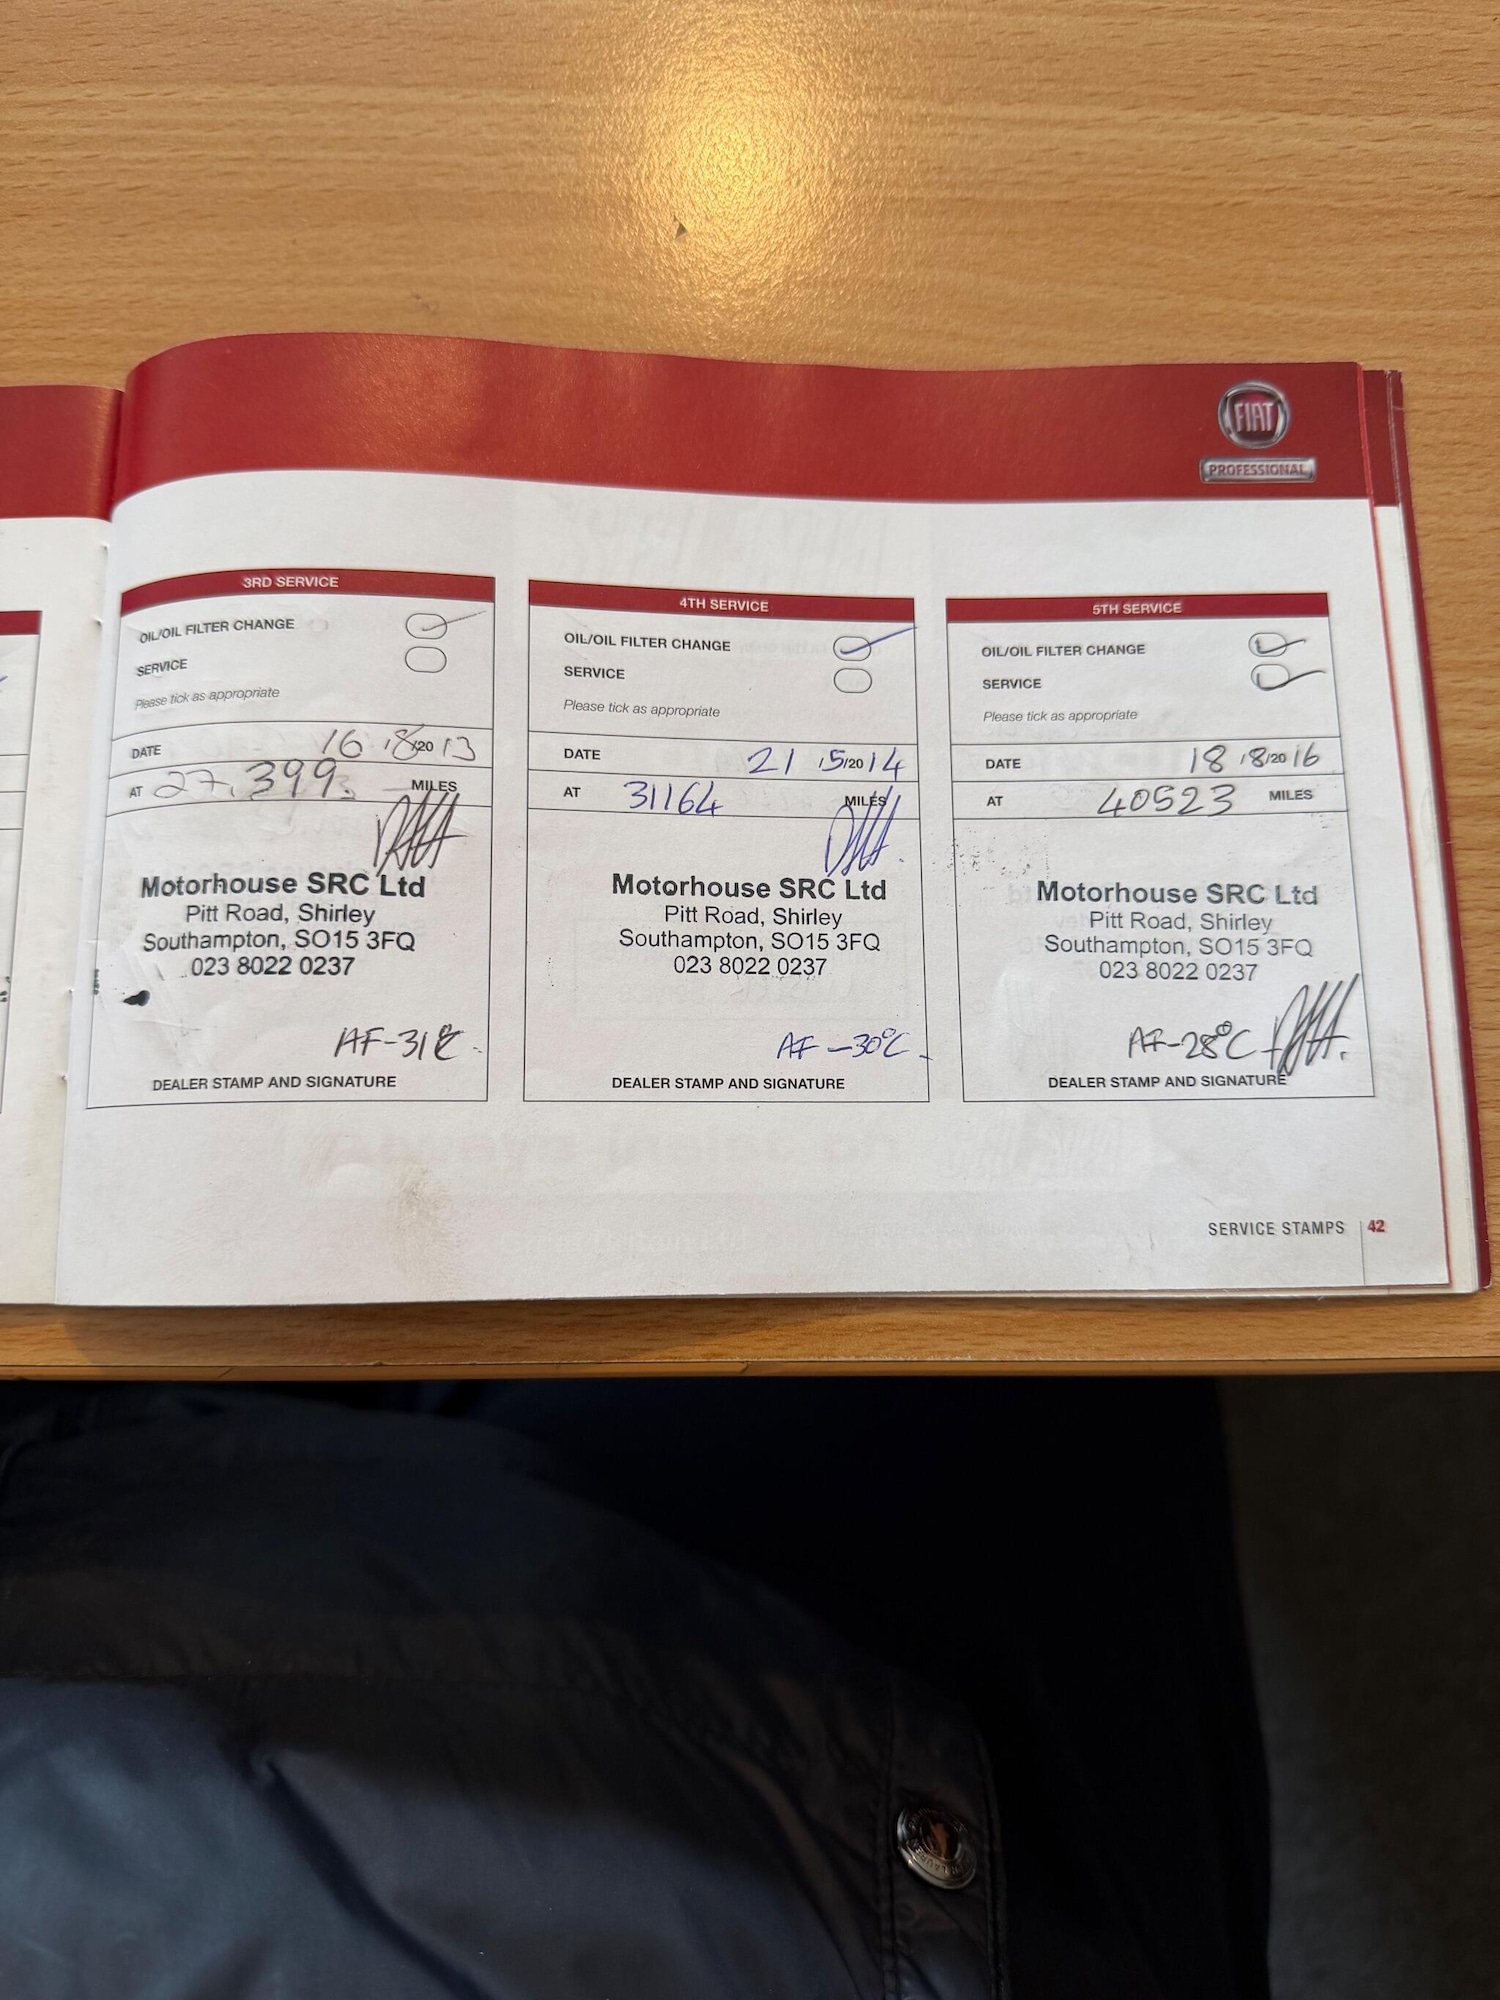 FIAT
PROFESSIONAL
3RD SERVICE
OIL/OIL FILTER CHANGE
SERVICE
Please tick as appropriate
DATE 16/8/2013
AT 27,399 MILES
Motorhouse SRC Ltd
Pitt Road, Shirley
Southampton, SO15 3FQ
023 8022 0237
AF-31°C
DEALER STAMP AND SIGNATURE
4TH SERVICE
OIL/OIL FILTER CHANGE
SERVICE
Please tick as appropriate
DATE 21/5/2014
AT 31164 MILES
Motorhouse SRC Ltd
Pitt Road, Shirley
Southampton, SO15 3FQ
023 8022 0237
AF-30°C
DEALER STAMP AND SIGNATURE
5TH SERVICE
OIL/OIL FILTER CHANGE
SERVICE
Please tick as appropriate
DATE 18/8/2016
AT 40523 MILES
Motorhouse SRC Ltd
Pitt Road, Shirley
Southampton, SO15 3FQ
023 8022 0237
AF-28°C
DEALER STAMP AND SIGNATURE
SERVICE STAMPS 42